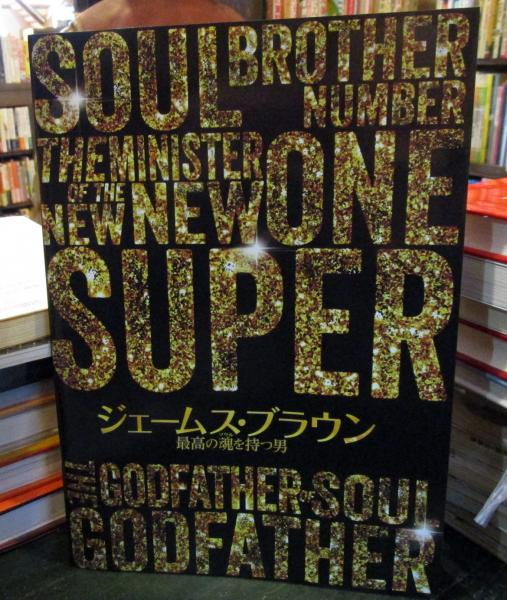 SOUL BROTHER
NUMBER
THE MINISTER
OF THE
NEW NEW ONE
SUPER
ジェームス・ブラウン
最高の魂を持つ男
THE GODFATHER OF SOUL
GODFATHER